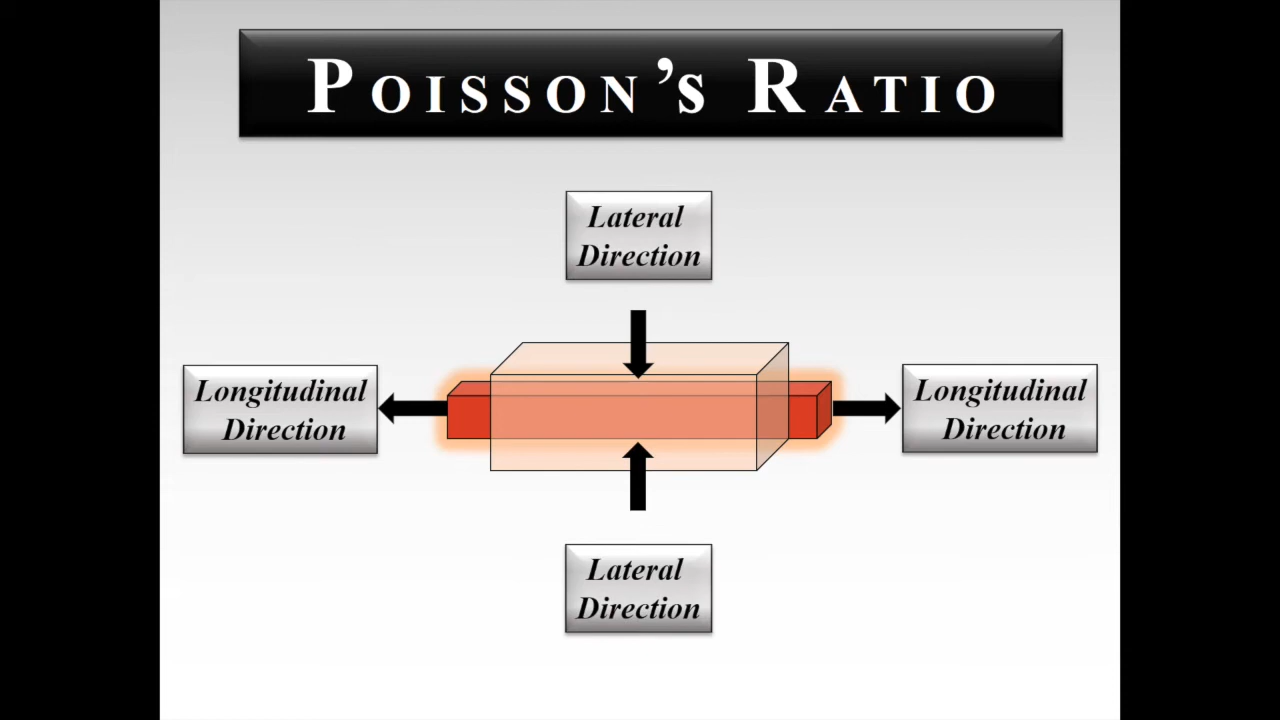 Poisson's Ratio
Lateral
Direction
Longitudinal
Direction
Longitudinal
Direction
Lateral
Direction